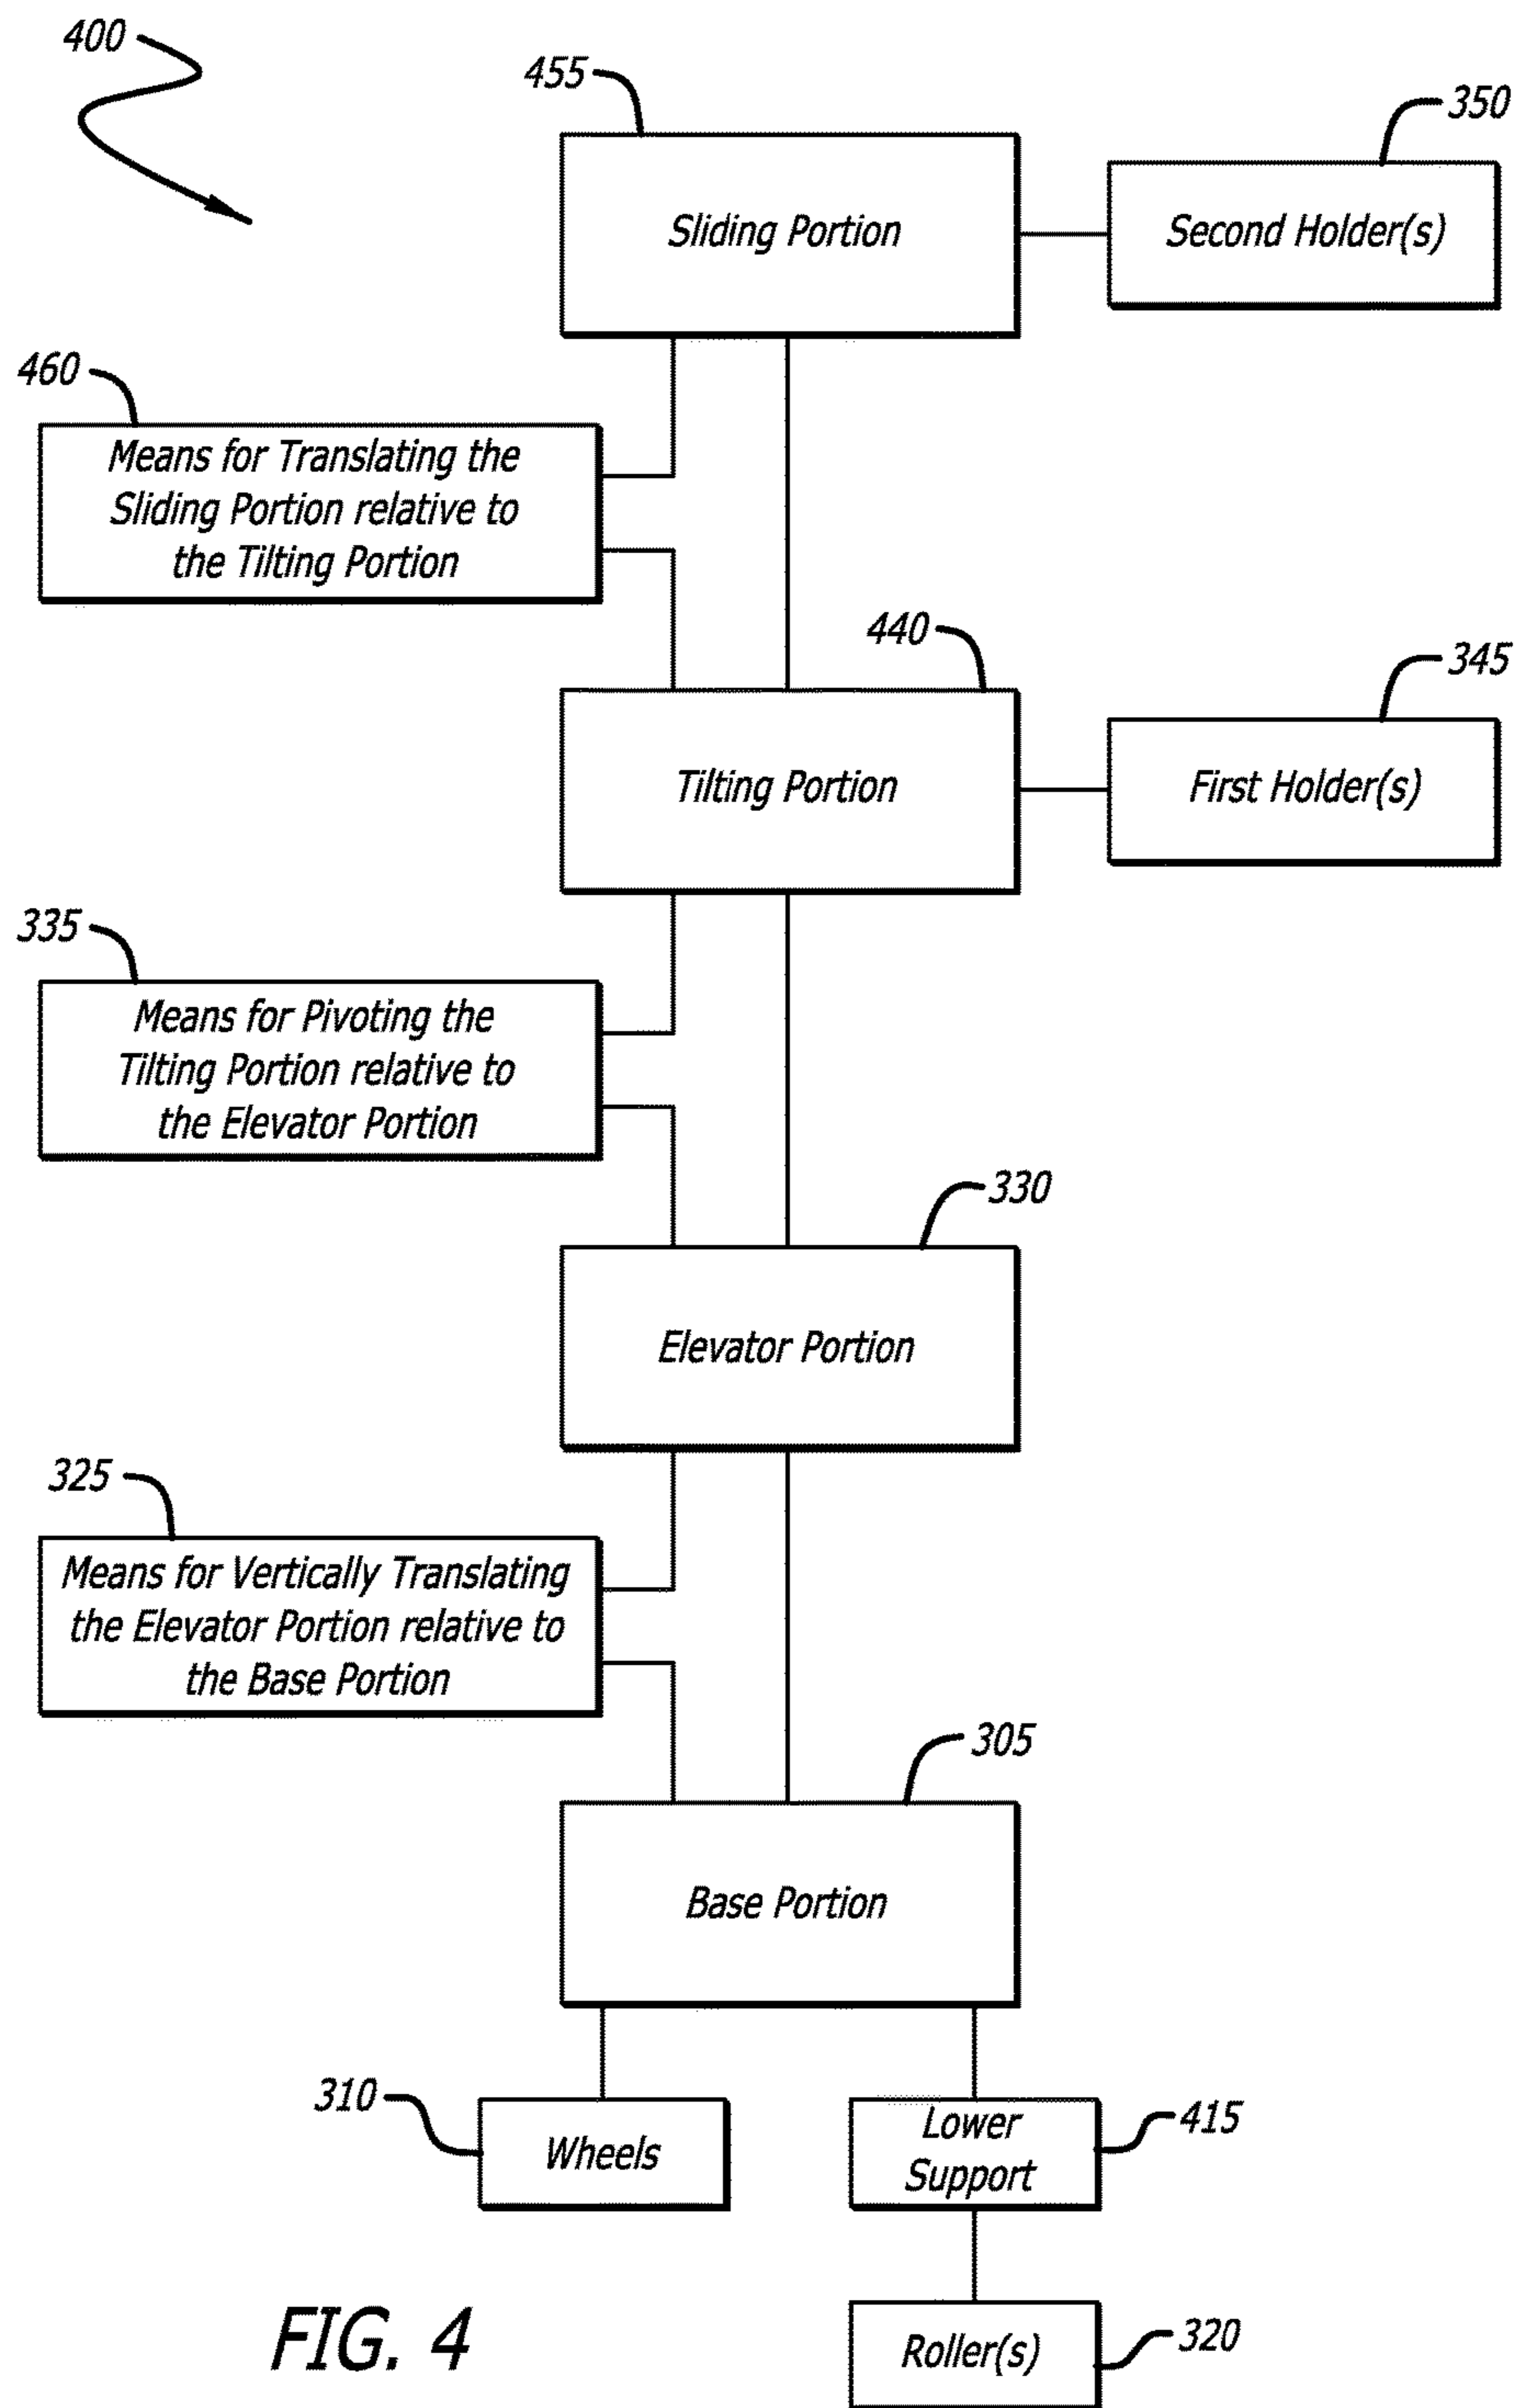 400
455
350
Sliding Portion
Second Holder(s)
460
Means for Translating the
Sliding Portion relative to
the Tilting Portion
440
345
Tilting Portion
First Holder(s)
335
Means for Pivoting the
Tilting Portion relative to
the Elevator Portion
330
Elevator Portion
325
Means for Vertically Translating
the Elevator Portion relative to
the Base Portion
305
Base Portion
310
Wheels
Lower
Support
415
FIG. 4
Roller(s)
320